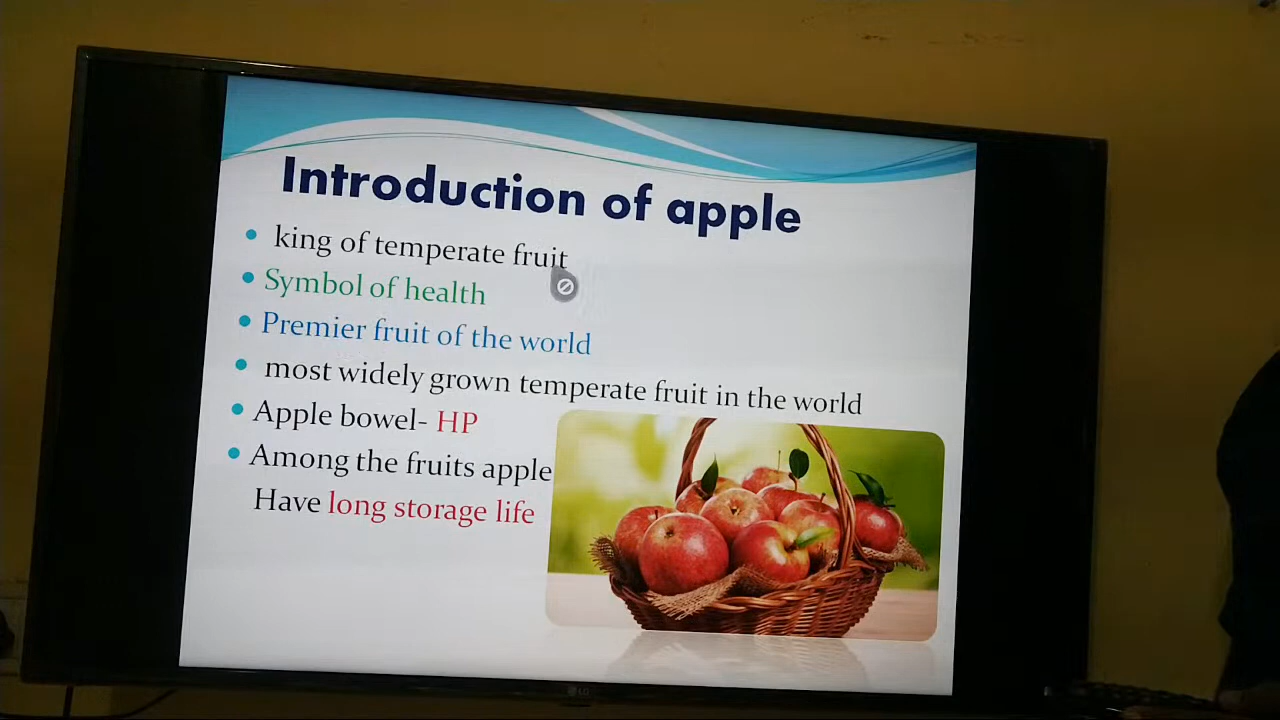 Introduction of apple
king of temperate fruit
Symbol of health
Premier fruit of the world
most widely grown temperate fruit in the world
Apple bowel- HP
Among the fruits apple
Have long storage life
LG